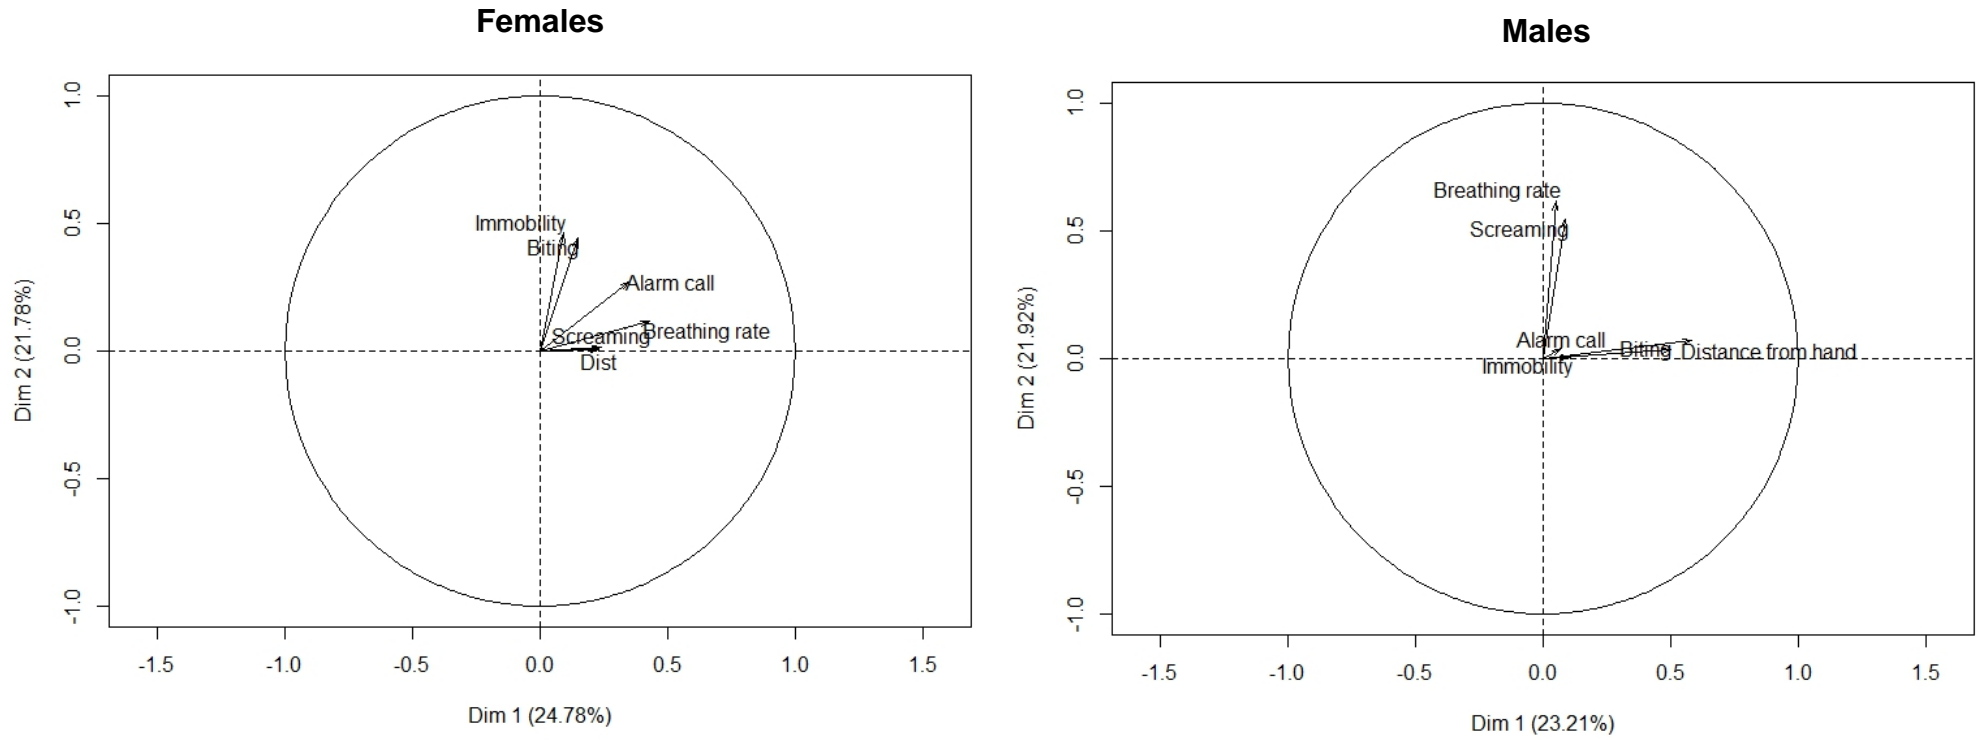 Females
1.0
0.5
0.0
-0.5
-1.0
Dim 2 (21.78%)
Immobility
Biting
Alarm call
Screaming
Breathing rate
Dist
-1.5 -1.0 -0.5 0.0 0.5 1.0 1.5
Dim 1 (24.78%)
Males
1.0
0.5
0.0
-0.5
-1.0
Dim 2 (21.92%)
Breathing rate
Screaming
Alarm call
Biting
Distance from hand
Immobility
-1.5 -1.0 -0.5 0.0 0.5 1.0 1.5
Dim 1 (23.21%)